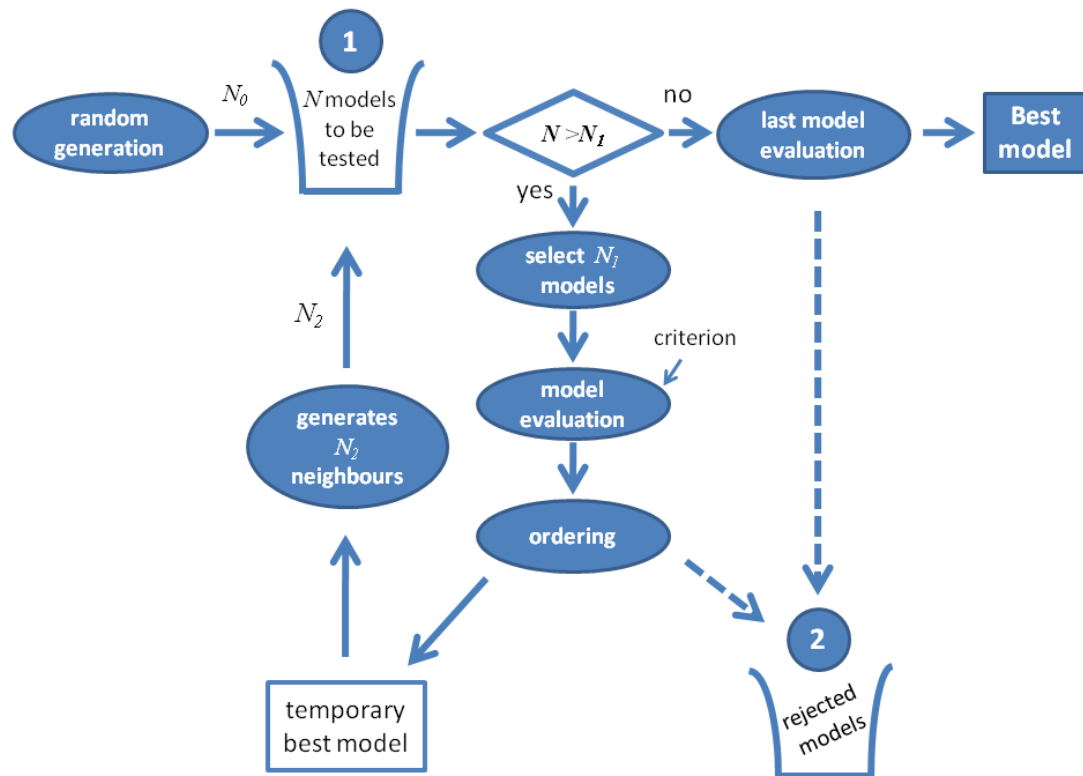 random
generation
N₀
1
N models
to be
tested
N >N₁
no
last model
evaluation
Best
model
yes
select N₁
models
criterion
model
evaluation
ordering
temporary
best model
generates
N₂
neighbours
N₂
2
rejected
models